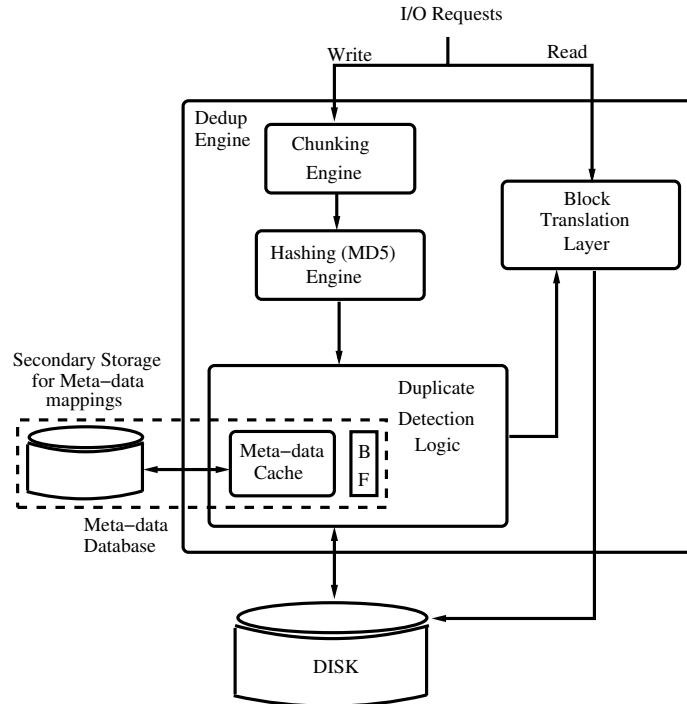 I/O Requests
Write
Read
Dedup
Engine
Chunking
Engine
Block
Translation
Layer
Hashing (MD5)
Engine
Secondary Storage
for Meta−data
mappings
Duplicate
Detection
Logic
Meta−data
Cache
B
F
Meta−data
Database
DISK